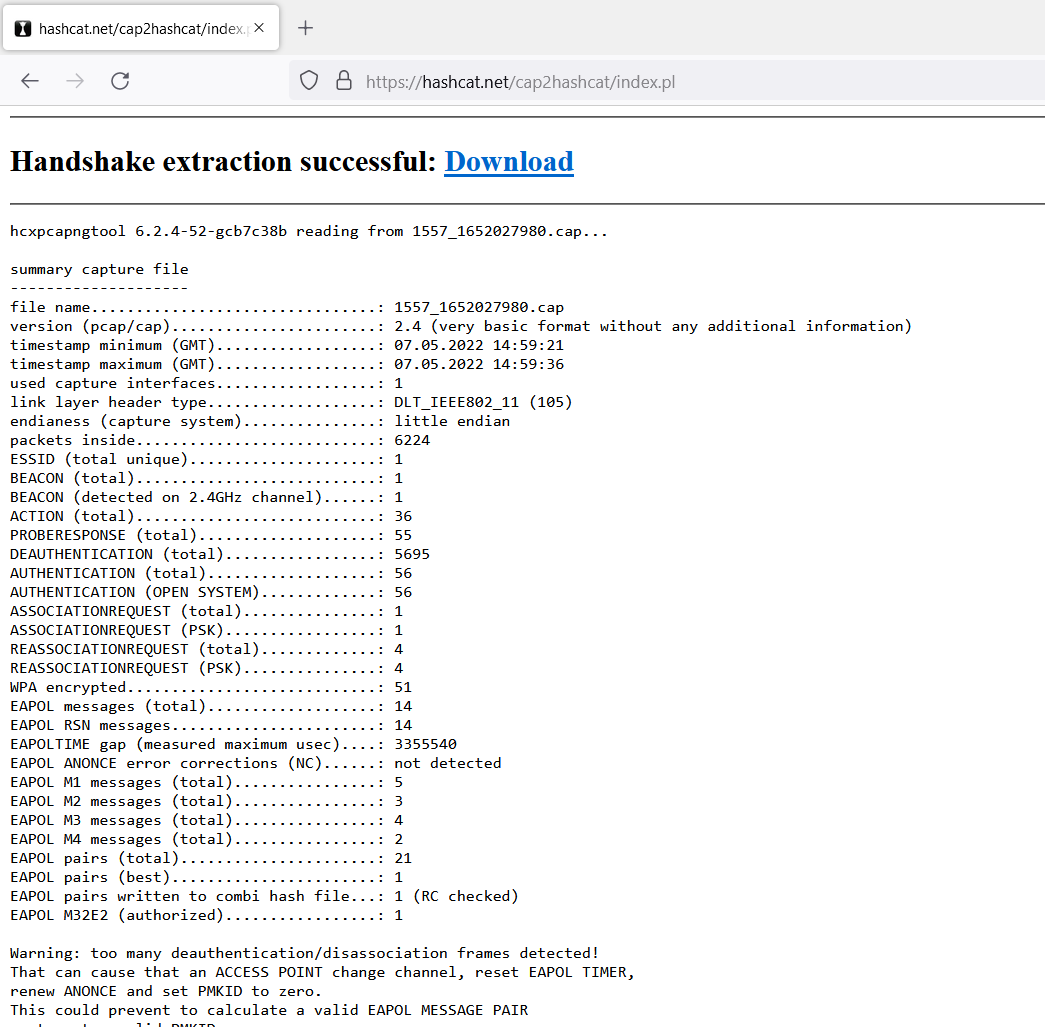 hashcat.net/cap2hashcat/index.
https://hashcat.net/cap2hashcat/index.pl
Handshake extraction successful: Download
hcxpcapngtool 6.2.4-52-gcb7c38b reading from 1557_1652027980.cap...
summary capture file
--------------------
file name................................: 1557_1652027980.cap
version (pcap/cap).......................: 2.4 (very basic format without any additional information)
timestamp minimum (GMT)..................: 07.05.2022 14:59:21
timestamp maximum (GMT)..................: 07.05.2022 14:59:36
used capture interfaces..................: 1
link layer header type...................: DLT_IEEE802_11 (105)
endianess (capture system)...............: little endian
packets inside...........................: 6224
ESSID (total unique).....................: 1
BEACON (total)...........................: 1
BEACON (detected on 2.4GHz channel)......: 1
ACTION (total)...........................: 36
PROBERESPONSE (total)....................: 55
DEAUTHENTICATION (total).................: 5695
AUTHENTICATION (total)...................: 56
AUTHENTICATION (OPEN SYSTEM).............: 56
ASSOCIATIONREQUEST (total)...............: 1
ASSOCIATIONREQUEST (PSK).................: 1
REASSOCIATIONREQUEST (total).............: 4
REASSOCIATIONREQUEST (PSK)...............: 4
WPA encrypted............................: 51
EAPOL messages (total)...................: 14
EAPOL RSN messages.......................: 14
EAPOLTIME gap (measured maximum usec)....: 3355540
EAPOL ANONCE error corrections (NC)......: not detected
EAPOL M1 messages (total)................: 5
EAPOL M2 messages (total)................: 3
EAPOL M3 messages (total)................: 4
EAPOL M4 messages (total)................: 2
EAPOL pairs (total)......................: 21
EAPOL pairs (best).......................: 1
EAPOL pairs written to combi hash file...: 1 (RC checked)
EAPOL M32E2 (authorized).................: 1
Warning: too many deauthentication/disassociation frames detected!
That can cause that an ACCESS POINT change channel, reset EAPOL TIMER,
renew ANONCE and set PMKID to zero.
This could prevent to calculate a valid EAPOL MESSAGE PAIR